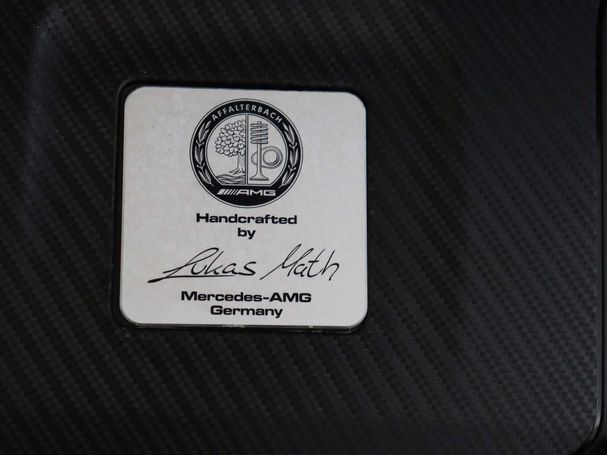 AFFALTERBACH
AMG
Handcrafted
by
Lukas Math
Mercedes-AMG
Germany